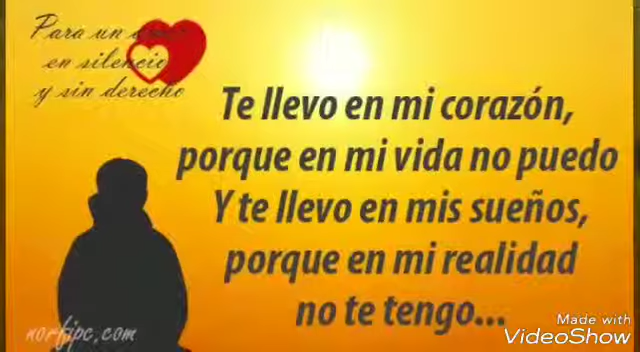 Para un amor
en silencio
y sin derecho
Te llevo en mi corazón,
porque en mi vida no puedo
Y te llevo en mis sueños,
porque en mi realidad
no te tengo...
norfipc.com
Made with
VideoShow